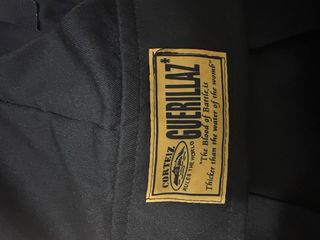 CORTEIZ
RULES THE WORLD
GUERILLAZ*
"The Blood of Battle, is
Thicker than the water of the womb"